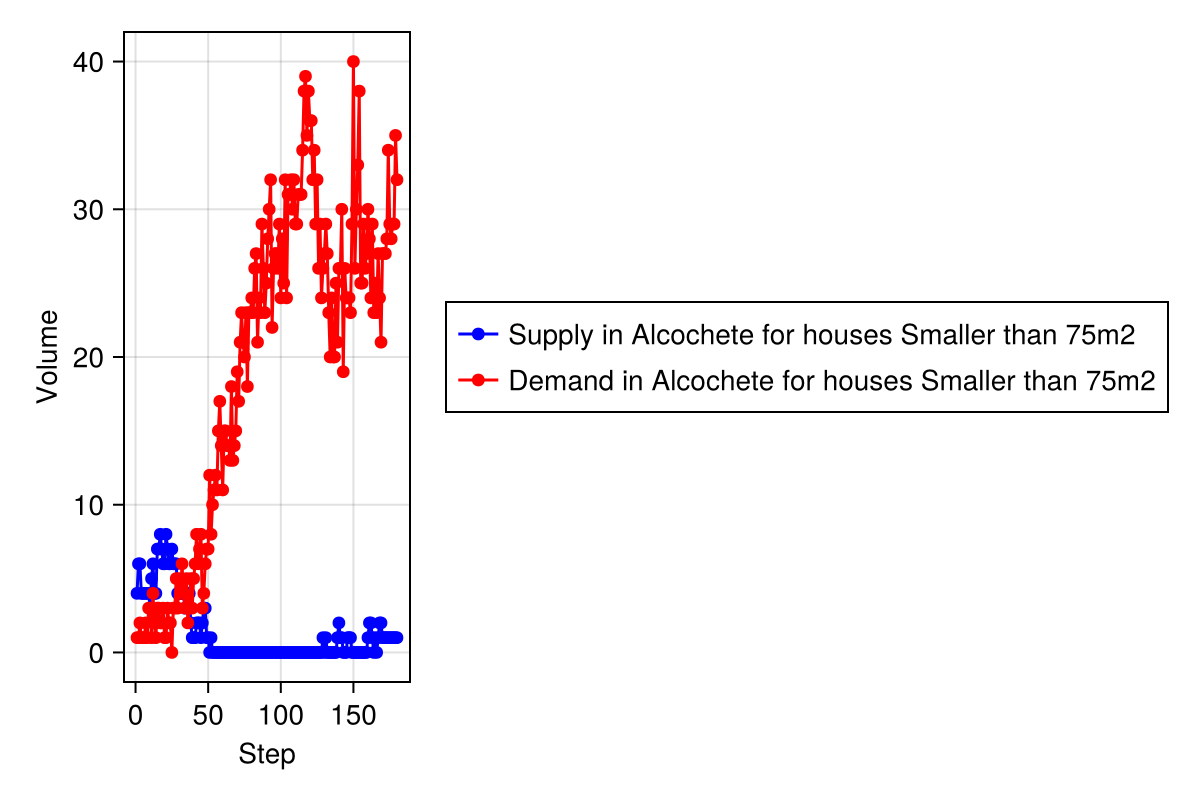 40
30
20
10
0
Volume
0 50 100 150
Step
Supply in Alcochete for houses Smaller than 75m2
Demand in Alcochete for houses Smaller than 75m2